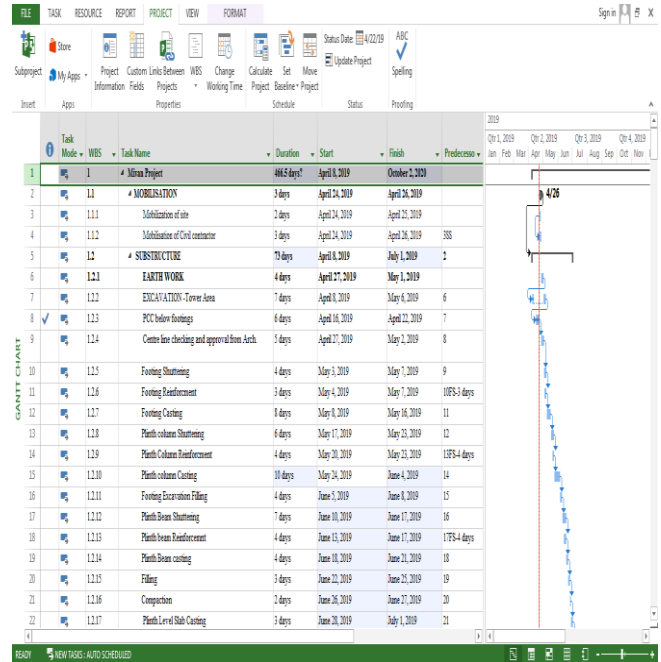 FILE TASK RESOURCE REPORT PROJECT VIEW FORMAT Sign in
Subproject
Store
My Apps
Project Information
Custom Fields
Links Between Projects
WBS
Change Working Time
Calculate Project
Set Baseline
Move Project
Status Date: 4/22/19
Update Project
ABC
Spelling
Insert Apps Properties Schedule Status Proofing
2019
Qtr 1, 2019 Qtr 2, 2019 Qtr 3, 2019 Qtr 4, 2019
Jan Feb Mar Apr May Jun Jul Aug Sep Oct Nov
Task Mode WBS Task Name Duration Start Finish Predecesso
1 1 Mivan Project 466.5 days? April 8, 2019 October 2, 2020
2 1.1 MOBILISATION 3 days April 24, 2019 April 26, 2019 4/26
3 1.1.1 Mobilization of site 2 days April 24, 2019 April 25, 2019
4 1.1.2 Mobilisation of Civil contractor 3 days April 24, 2019 April 26, 2019 3SS
5 1.2 SUBSTRUCTURE 73 days April 8, 2019 July 1, 2019 2
6 1.2.1 EARTH WORK 4 days April 27, 2019 May 1, 2019
7 1.2.2 EXCAVATION -Tower Area 7 days April 8, 2019 May 6, 2019 6
8 1.2.3 PCC below footings 6 days April 16, 2019 April 22, 2019 7
9 1.2.4 Centre line checking and approval from Arch. 5 days April 27, 2019 May 2, 2019 8
10 1.2.5 Footing Shuttering 4 days May 3, 2019 May 7, 2019 9
11 1.2.6 Footing Reinforcment 3 days May 4, 2019 May 7, 2019 10FS-3 days
12 1.2.7 Footing Casting 8 days May 8, 2019 May 16, 2019 11
13 1.2.8 Plinth column Shuttering 6 days May 17, 2019 May 23, 2019 12
14 1.2.9 Plinth Column Reinforcment 4 days May 20, 2019 May 23, 2019 13FS-4 days
15 1.2.10 Plinth column Casting 10 days May 24, 2019 June 4, 2019 14
16 1.2.11 Footing Excavation Filling 4 days June 5, 2019 June 8, 2019 15
17 1.2.12 Plinth Beam Shuttering 7 days June 10, 2019 June 17, 2019 16
18 1.2.13 Plinth beam Reinforcement 4 days June 13, 2019 June 17, 2019 17FS-4 days
19 1.2.14 Plinth Beam casting 4 days June 18, 2019 June 21, 2019 18
20 1.2.15 Filling 3 days June 22, 2019 June 25, 2019 19
21 1.2.16 Compaction 2 days June 26, 2019 June 27, 2019 20
22 1.2.17 Plinth Level Slab Casting 3 days June 28, 2019 July 1, 2019 21
GANTT CHART
READY NEW TASKS : AUTO SCHEDULED